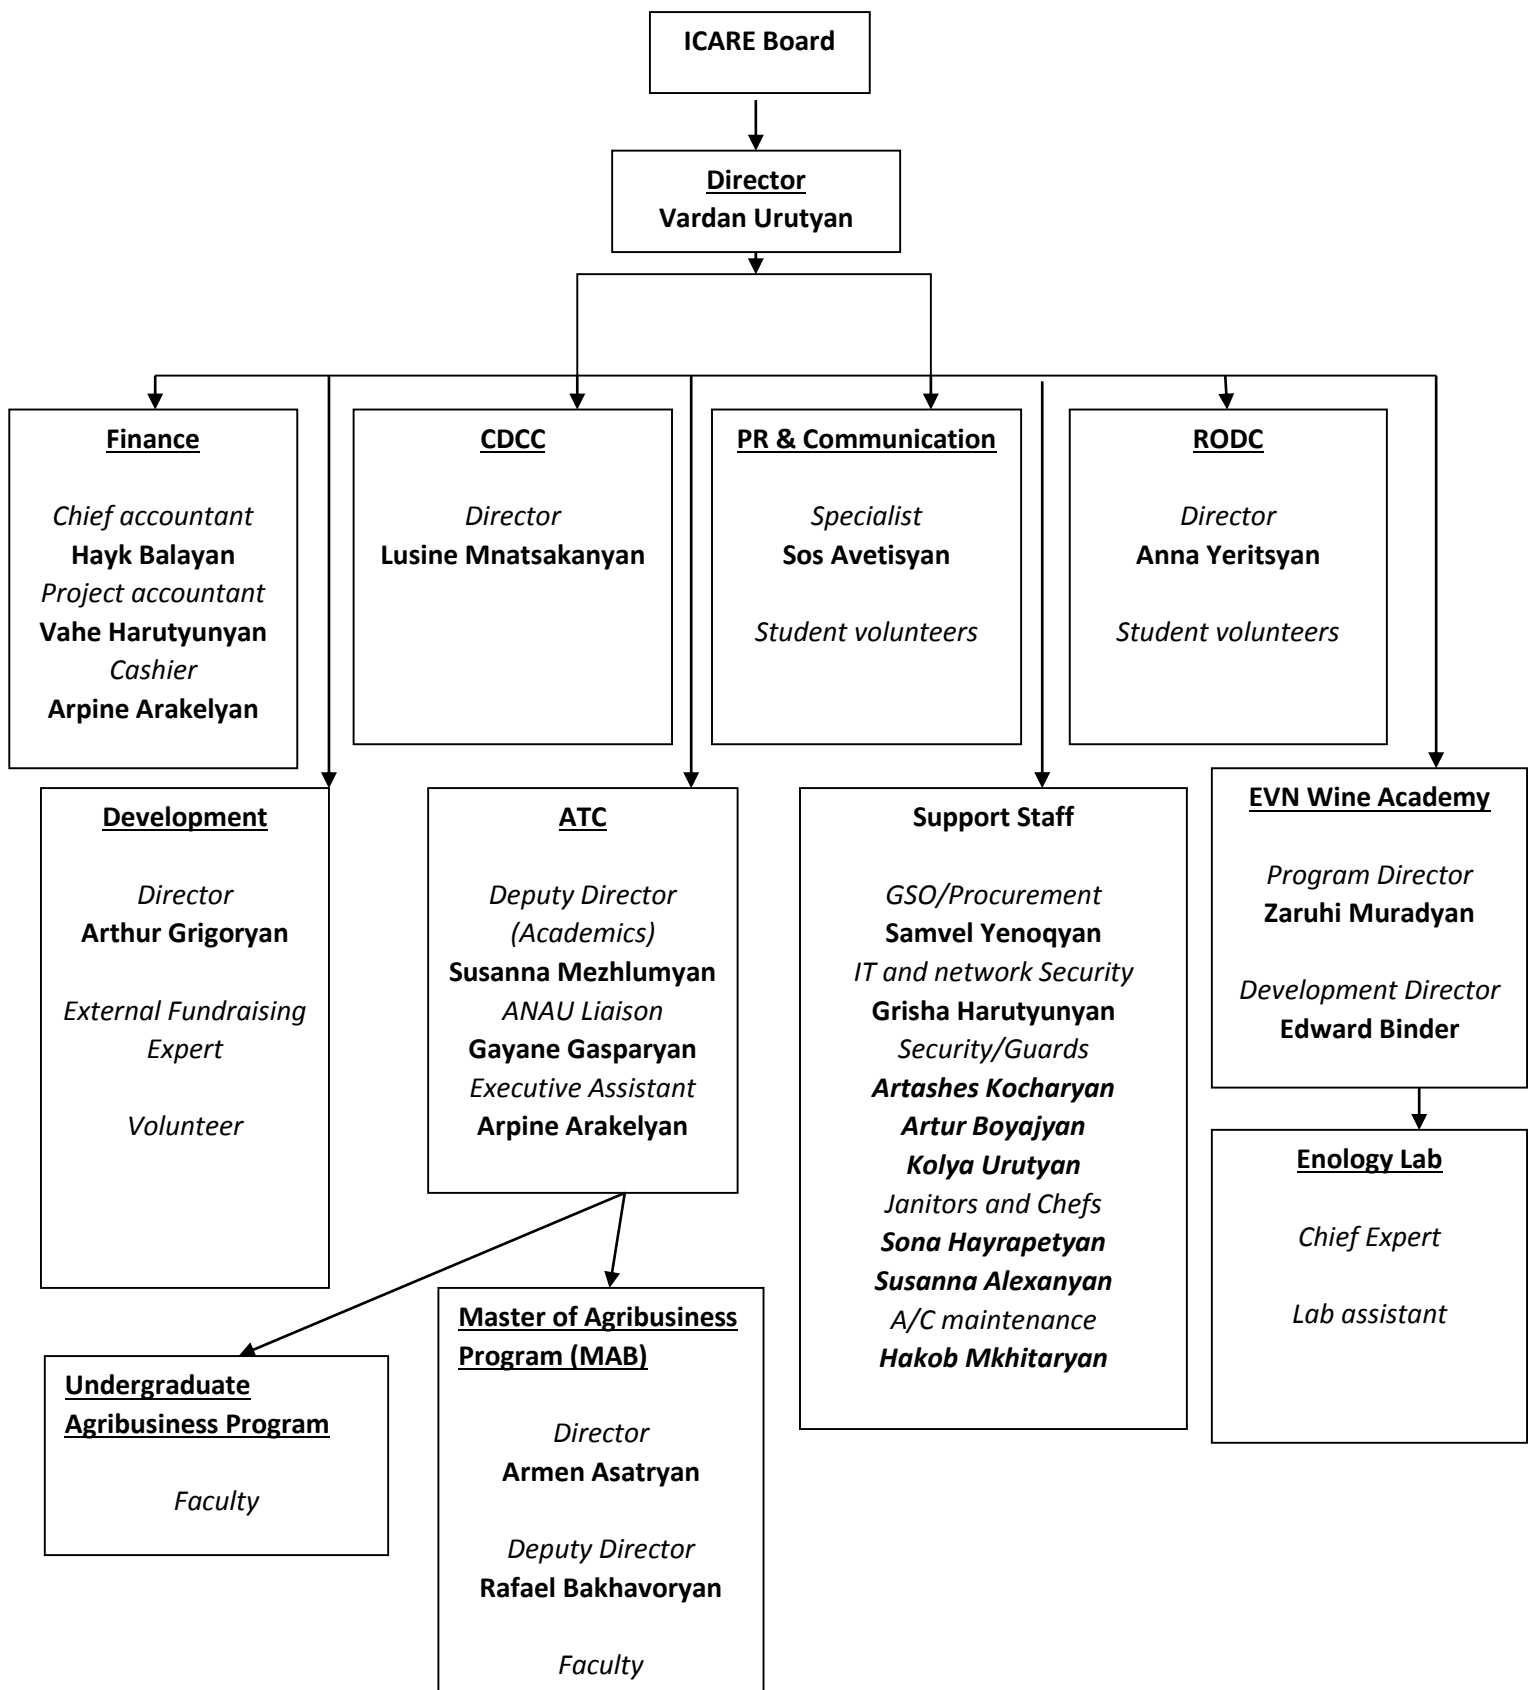 ICARE Board
Director
Vardan Urutyan
Finance
Chief accountant
Hayk Balayan
Project accountant
Vahe Harutyunyan
Cashier
Arpine Arakelyan
CDCC
Director
Lusine Mnatsakanyan
PR & Communication
Specialist
Sos Avetisyan
Student volunteers
RODC
Director
Anna Yeritsyan
Student volunteers
Development
Director
Arthur Grigoryan
External Fundraising
Expert
Volunteer
ATC
Deputy Director
(Academics)
Susanna Mezhlumyan
ANAU Liaison
Gayane Gasparyan
Executive Assistant
Arpine Arakelyan
Support Staff
GSO/Procurement
Samvel Yenoqyan
IT and network Security
Grisha Harutyunyan
Security/Guards
Artashes Kocharyan
Artur Boyajyan
Kolya Urutyan
Janitors and Chefs
Sona Hayrapetyan
Susanna Alexanyan
A/C maintenance
Hakob Mkhitaryan
EVN Wine Academy
Program Director
Zaruhi Muradyan
Development Director
Edward Binder
Enology Lab
Chief Expert
Lab assistant
Undergraduate
Agribusiness Program
Faculty
Master of Agribusiness
Program (MAB)
Director
Armen Asatryan
Deputy Director
Rafael Bakhavoryan
Faculty